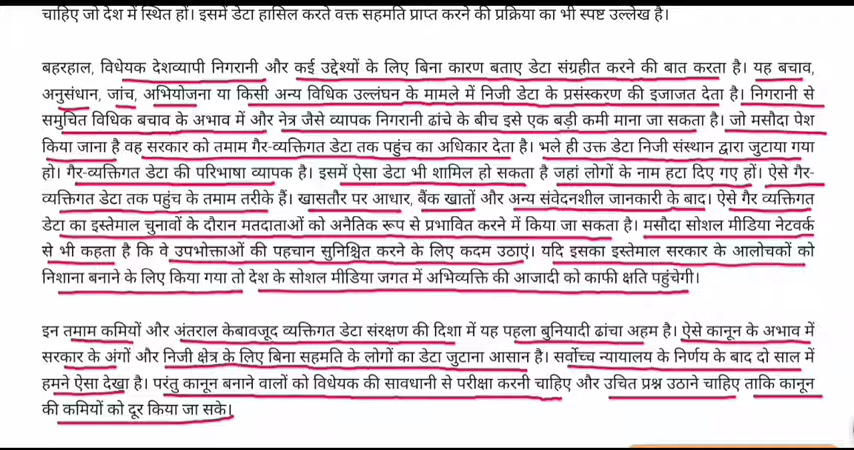 चाहिए जो देश में स्थित हों। इसमें डेटा हासिल करते वक्त सहमति प्राप्त करने की प्रक्रिया का भी स्पष्ट उल्लेख है।
बहरहाल, विधेयक देशव्यापी निगरानी और कई उद्देश्यों के लिए बिना कारण बताए डेटा संग्रहीत करने की बात करता है। यह बचाव,
अनुसंधान, जांच, अभियोजना या किसी अन्य विधिक उल्लंघन के मामले में निजी डेटा के प्रसंस्करण की इजाजत देता है। निगरानी से
समुचित विधिक बचाव के अभाव में और नेत्र जैसे व्यापक निगरानी ढांचे के बीच इसे एक बड़ी कमी माना जा सकता है। जो मसौदा पेश
किया जाना है वह सरकार को तमाम गैर-व्यक्तिगत डेटा तक पहुंच का अधिकार देता है। भले ही उक्त डेटा निजी संस्थान द्वारा जुटाया गया
हो। गैर-व्यक्तिगत डेटा की परिभाषा व्यापक है। इसमें ऐसा डेटा भी शामिल हो सकता है जहां लोगों के नाम हटा दिए गए हों। ऐसे गैर-
व्यक्तिगत डेटा तक पहुंच के तमाम तरीके हैं। खासतौर पर आधार, बैंक खातों और अन्य संवेदनशील जानकारी के बाद। ऐसे गैर व्यक्तिगत
डेटा का इस्तेमाल चुनावों के दौरान मतदाताओं को अनैतिक रूप से प्रभावित करने में किया जा सकता है। मसौदा सोशल मीडिया नेटवर्क
से भी कहता है कि वे उपभोक्ताओं की पहचान सुनिश्चित करने के लिए कदम उठाएं। यदि इसका इस्तेमाल सरकार के आलोचकों को
निशाना बनाने के लिए किया गया तो देश के सोशल मीडिया जगत में अभिव्यक्ति की आजादी को काफी क्षति पहुंचेगी।
इन तमाम कमियों और अंतराल केबावजूद व्यक्तिगत डेटा संरक्षण की दिशा में यह पहला बुनियादी ढांचा अहम है। ऐसे कानून के अभाव में
सरकार के अंगों और निजी क्षेत्र के लिए बिना सहमति के लोगों का डेटा जुटाना आसान है। सर्वोच्च न्यायालय के निर्णय के बाद दो साल में
हमने ऐसा देखा है। परंतु कानून बनाने वालों को विधेयक की सावधानी से परीक्षा करनी चाहिए और उचित प्रश्न उठाने चाहिए ताकि कानून
की कमियों को दूर किया जा सके।